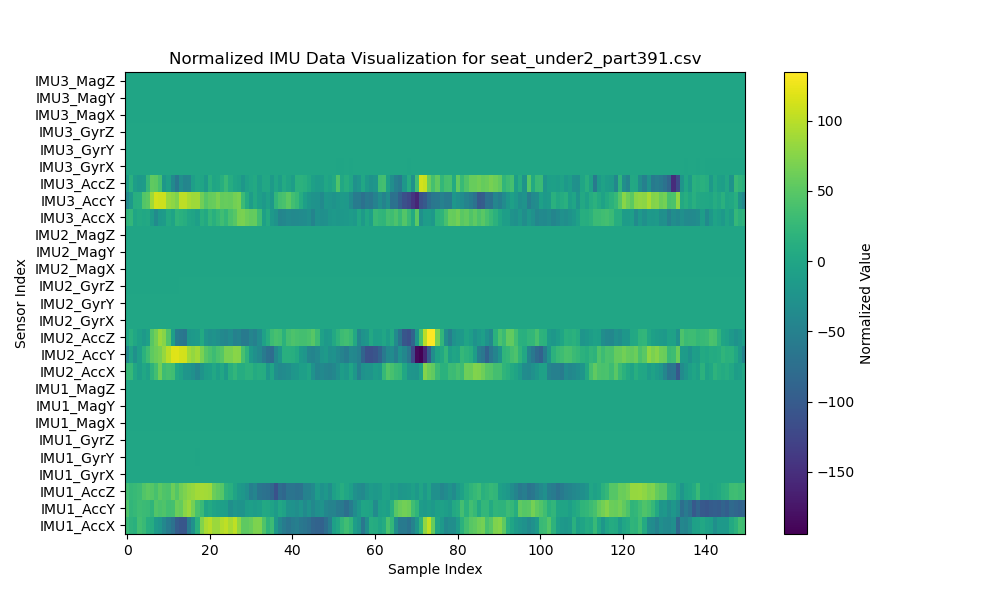 Normalized IMU Data Visualization for seat_under2_part391.csv
IMU3_MagZ
IMU3_MagY
IMU3_MagX
IMU3_GyrZ
IMU3_GyrY
IMU3_GyrX
IMU3_AccZ
IMU3_AccY
IMU3_AccX
IMU2_MagZ
IMU2_MagY
IMU2_MagX
IMU2_GyrZ
IMU2_GyrY
IMU2_GyrX
IMU2_AccZ
IMU2_AccY
IMU2_AccX
IMU1_MagZ
IMU1_MagY
IMU1_MagX
IMU1_GyrZ
IMU1_GyrY
IMU1_GyrX
IMU1_AccZ
IMU1_AccY
IMU1_AccX
Sensor Index
0 20 40 60 80 100 120 140
Sample Index
100
50
0
−50
−100
−150
Normalized Value